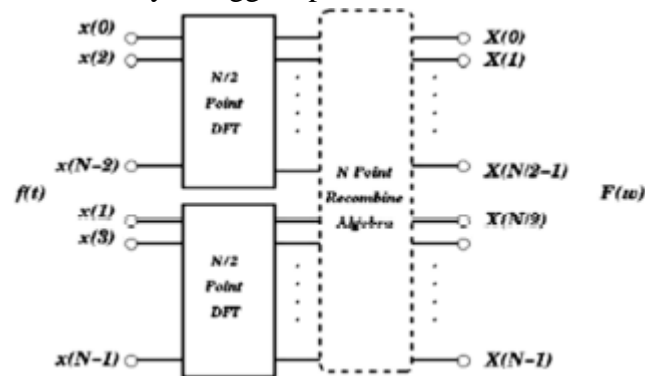 x(0)
x(2)
x(N-2)
f(t)
x(1)
x(3)
x(N-1)
N/2
Point
DFT
N/2
Point
DFT
N Point
Recombine
Algebra
X(0)
X(1)
X(N/2-1)
X(N/2)
X(N-1)
F(w)